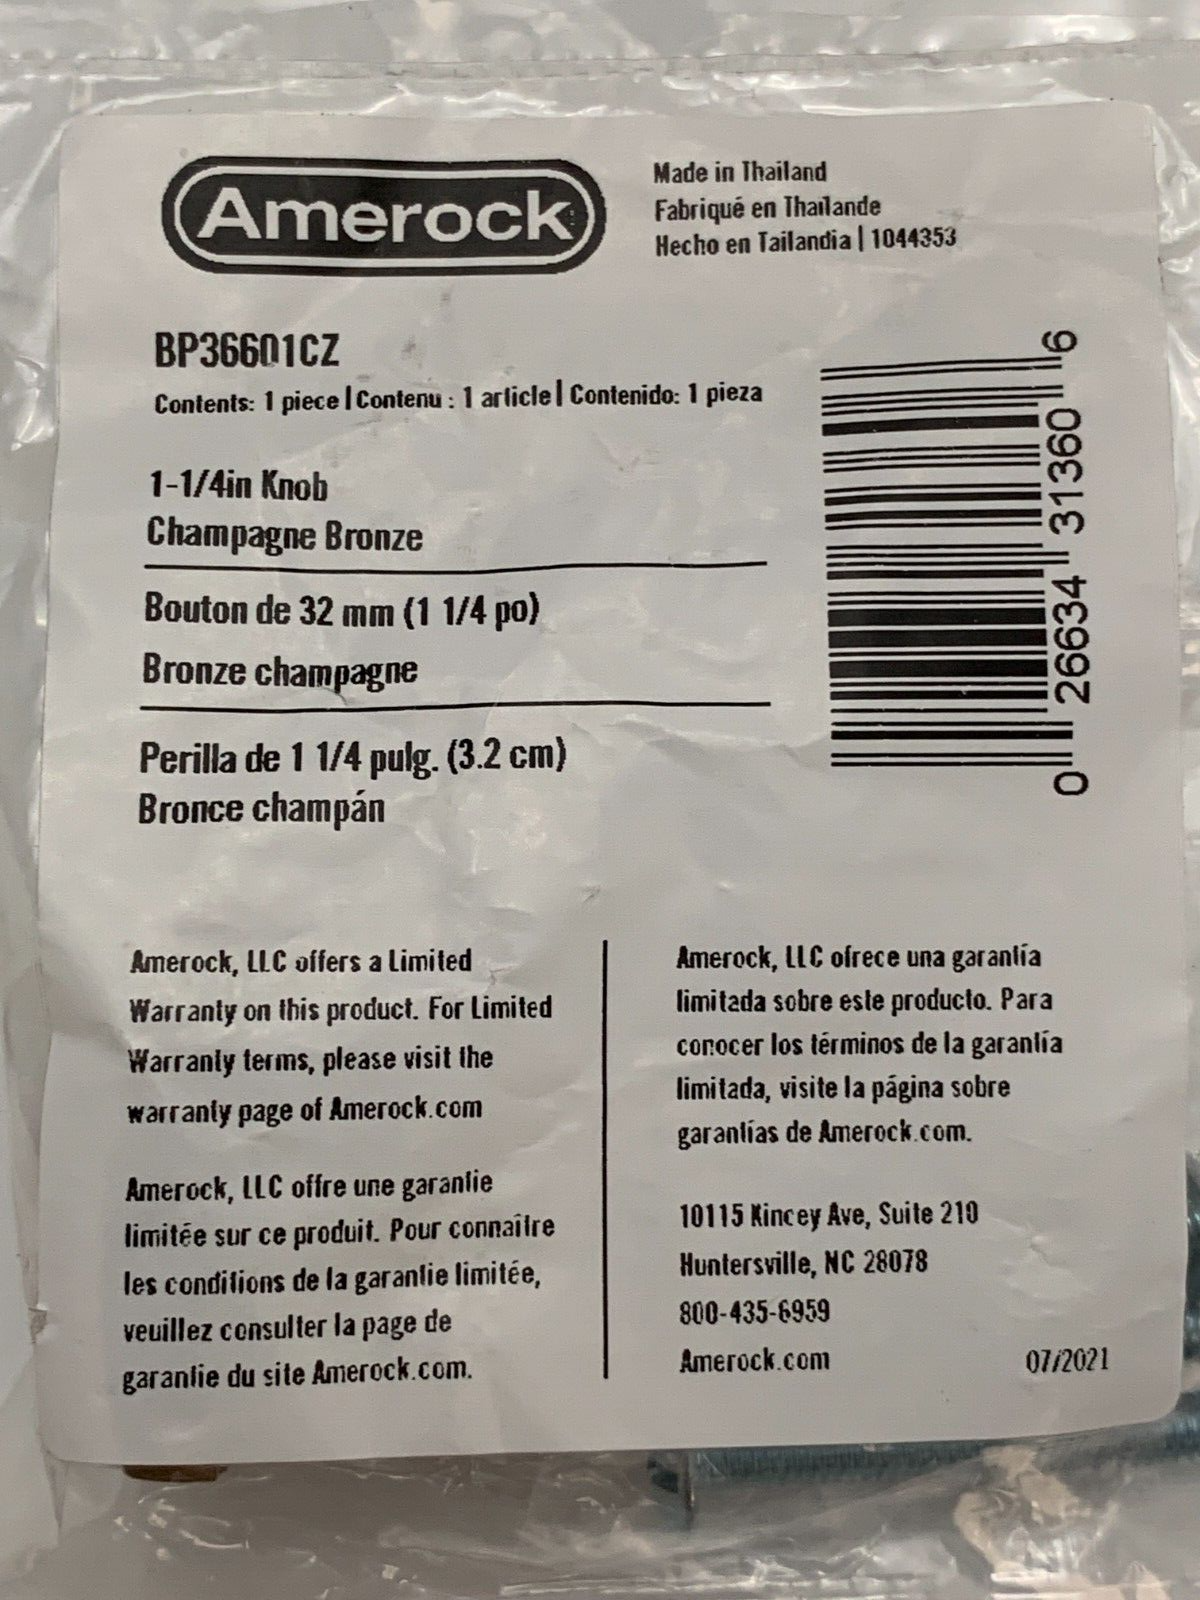 Amerock
Made in Thailand
Fabriqué en Thaïlande
Hecho en Tailandia | 1044353
BP36601CZ
Contents: 1 piece | Contenu : 1 article | Contenido: 1 pieza
1-1/4in Knob
Champagne Bronze
Bouton de 32 mm (1 1/4 po)
Bronze champagne
Perilla de 1 1/4 pulg. (3.2 cm)
Bronce champán
0 26634 31360 6
Amerock, LLC offers a Limited
Warranty on this product. For Limited
Warranty terms, please visit the
warranty page of Amerock.com
Amerock, LLC offre une garantie
limitée sur ce produit. Pour connaître
les conditions de la garantie limitée,
veuillez consulter la page de
garantie du site Amerock.com.
Amerock, LLC ofrece una garantía
limitada sobre este producto. Para
conocer los términos de la garantía
limitada, visite la página sobre
garantías de Amerock.com.
10115 Kincey Ave, Suite 210
Huntersville, NC 28078
800-435-6959
Amerock.com
07/2021